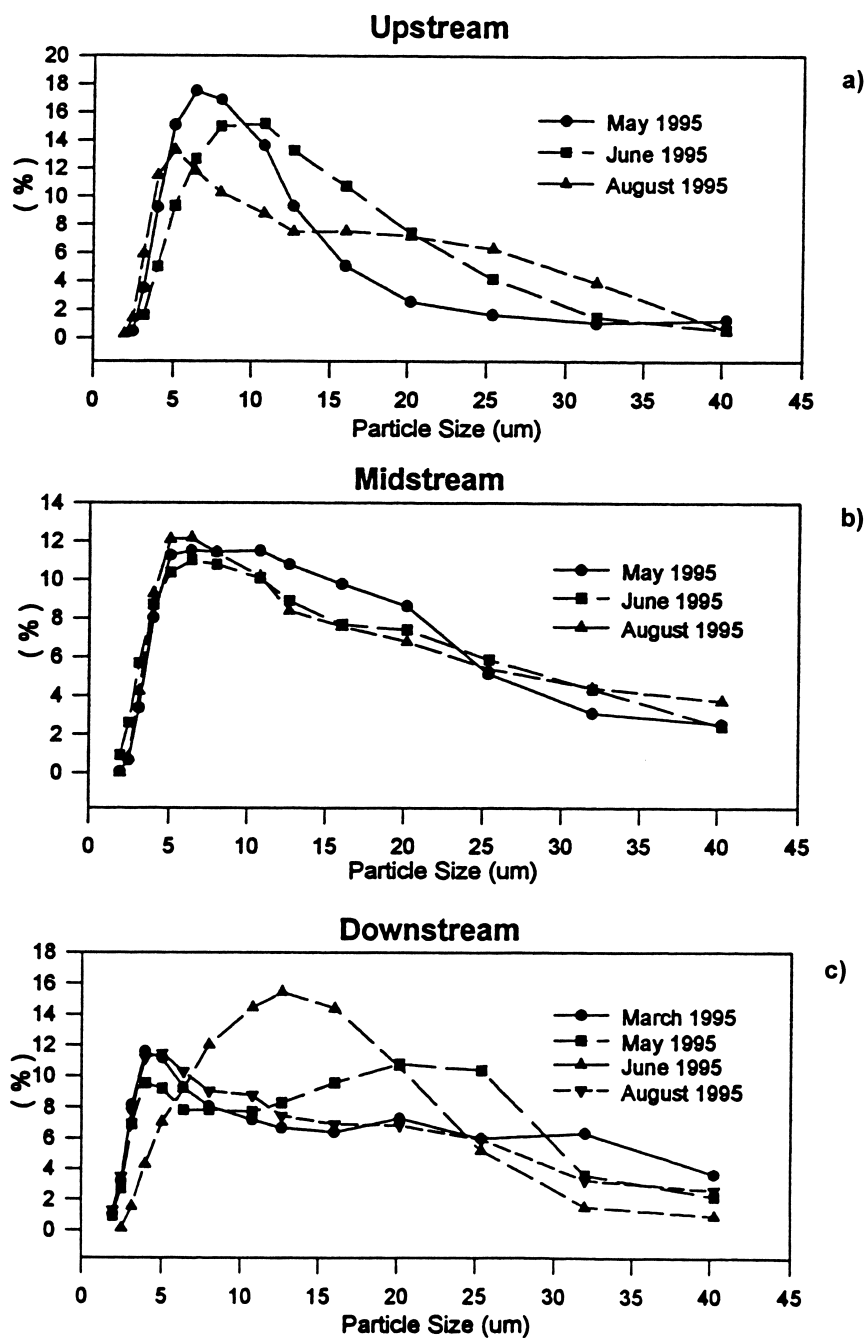 Upstream
a)
20
18
16
14
12
10
8
6
4
2
0
( % )
May 1995
June 1995
August 1995
0 5 10 15 20 25 30 35 40 45
Particle Size (um)
Midstream
b)
14
12
10
8
6
4
2
0
( % )
May 1995
June 1995
August 1995
0 5 10 15 20 25 30 35 40 45
Particle Size (um)
Downstream
c)
18
16
14
12
10
8
6
4
2
0
( % )
March 1995
May 1995
June 1995
August 1995
0 5 10 15 20 25 30 35 40 45
Particle Size (um)